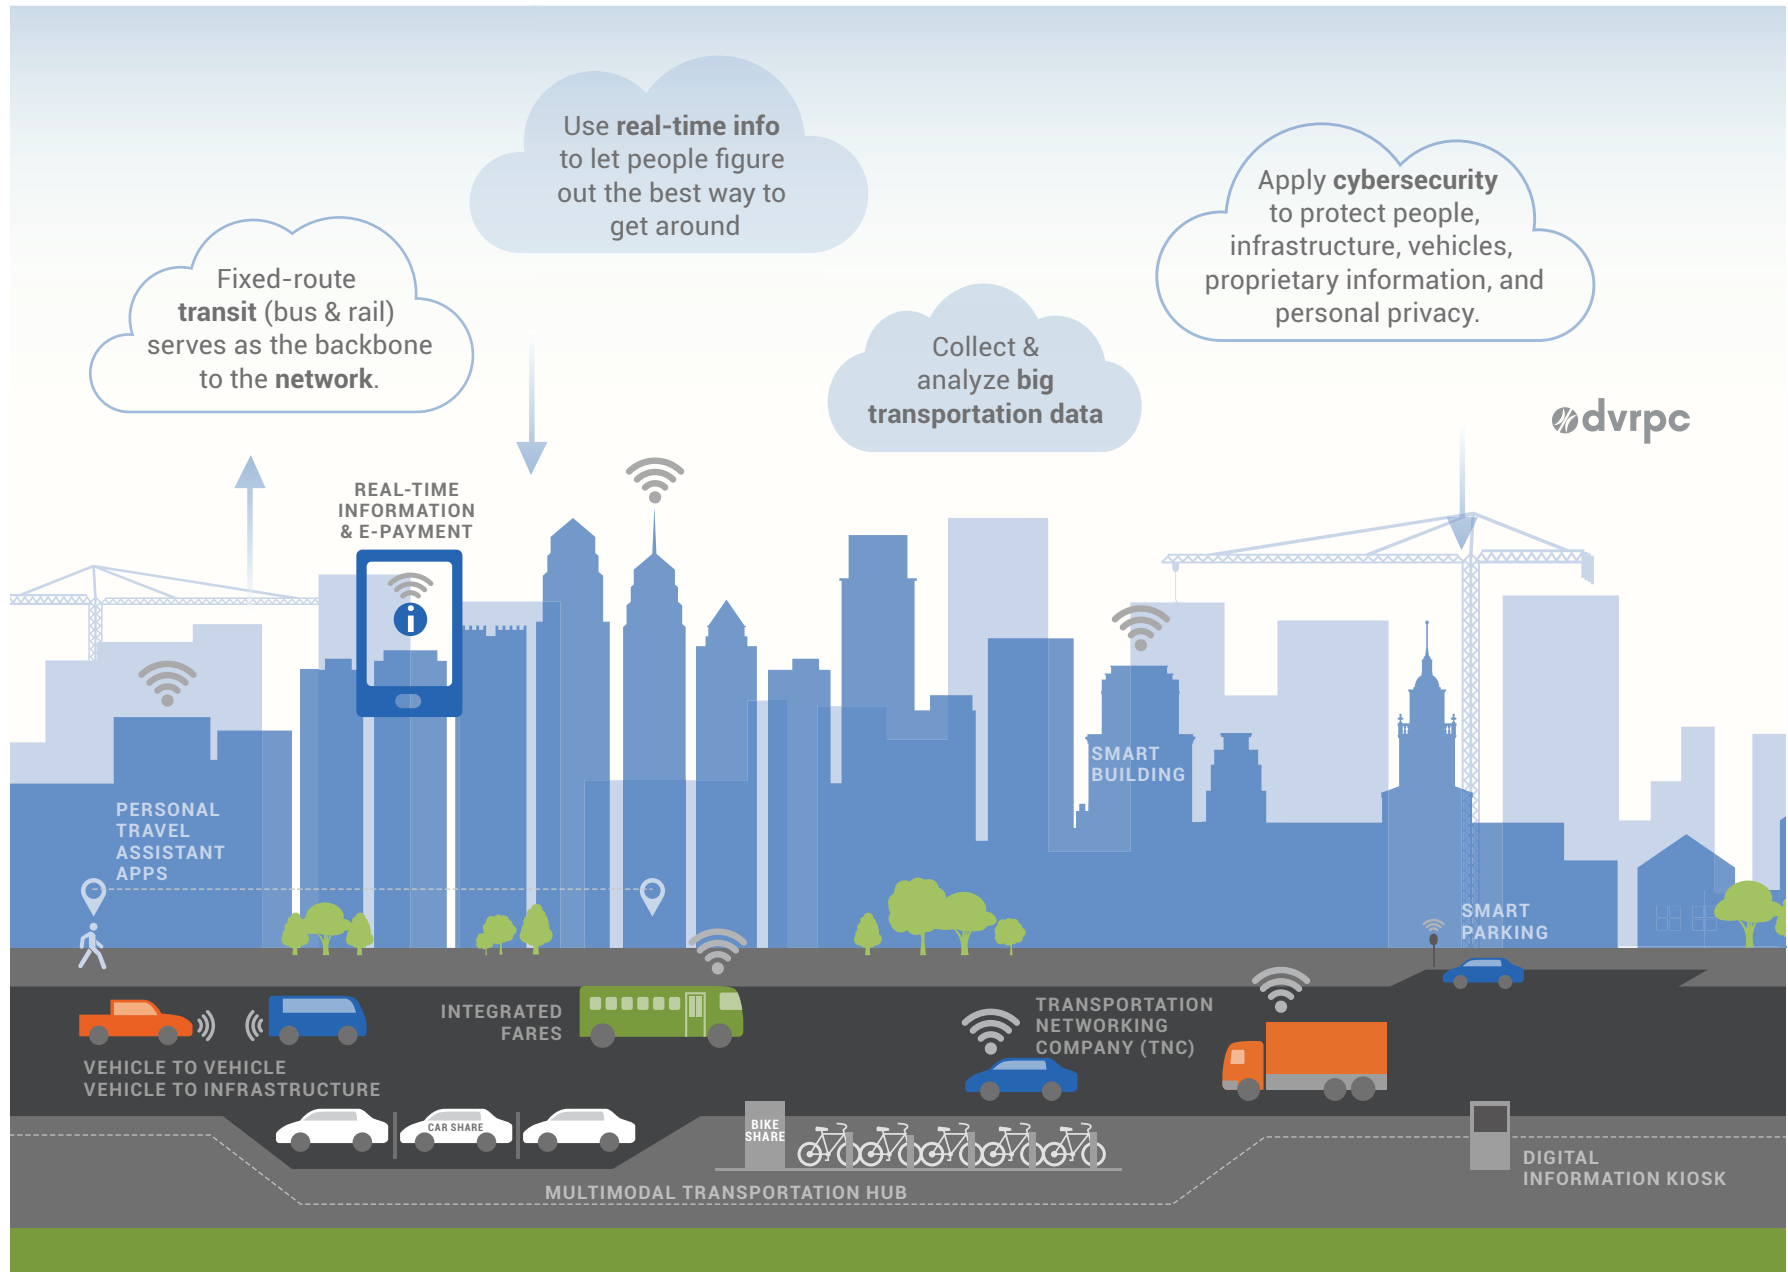 Use real-time info
to let people figure
out the best way to
get around
Apply cybersecurity
to protect people,
infrastructure, vehicles,
proprietary information, and
personal privacy.
Fixed-route
transit (bus & rail)
serves as the backbone
to the network.
Collect &
analyze big
transportation data
dvrpc
REAL-TIME
INFORMATION
& E-PAYMENT
i
SMART
BUILDING
PERSONAL
TRAVEL
ASSISTANT
APPS
SMART
PARKING
INTEGRATED
FARES
TRANSPORTATION
NETWORKING
COMPANY (TNC)
VEHICLE TO VEHICLE
VEHICLE TO INFRASTRUCTURE
CAR SHARE
BIKE
SHARE
DIGITAL
INFORMATION KIOSK
MULTIMODAL TRANSPORTATION HUB